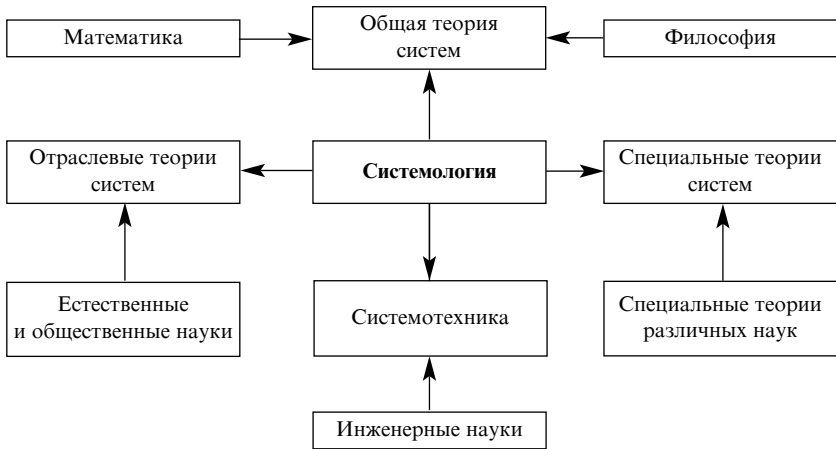 Математика
Общая теория
систем
Философия
Отраслевые теории
систем
Системология
Специальные теории
систем
Естественные
и общественные науки
Системотехника
Специальные теории
различных наук
Инженерные науки